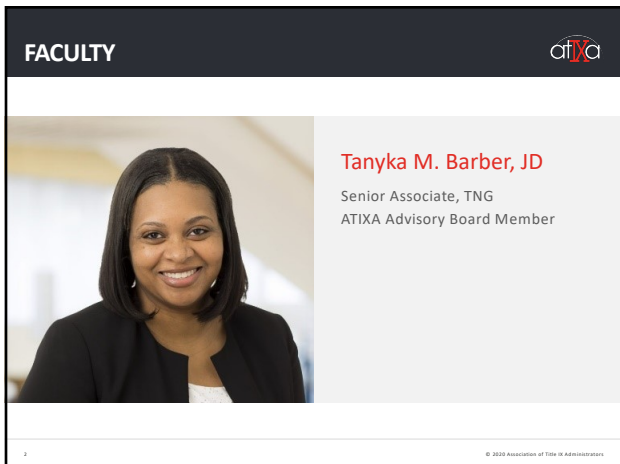 FACULTY
atIXa
Tanyka M. Barber, JD
Senior Associate, TNG
ATIXA Advisory Board Member
2
© 2020 Association of Title IX Administrators